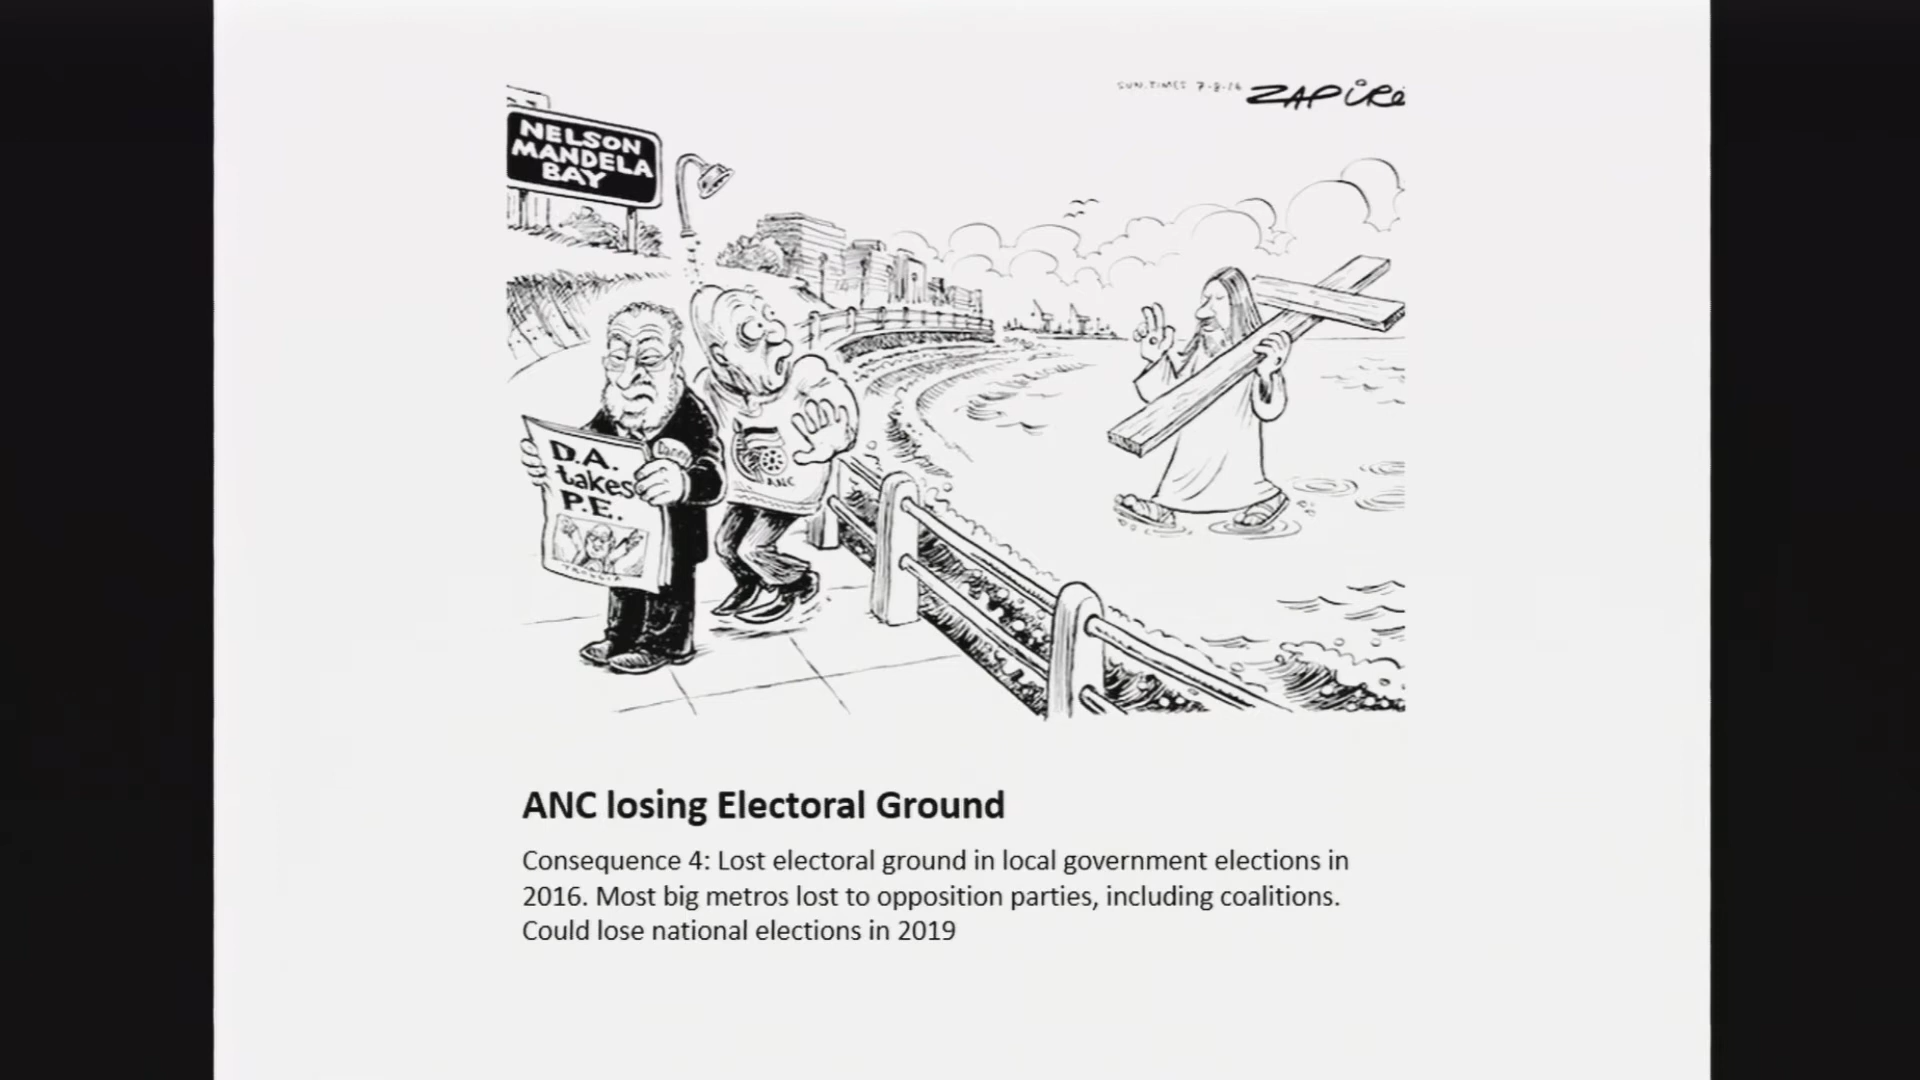 SUN.TIMES 7-8-16 ZAPIRO
NELSON
MANDELA
BAY
D.A.
takes
P.E.
TROLLIP
Danny
ANC
ANC losing Electoral Ground
Consequence 4: Lost electoral ground in local government elections in
2016. Most big metros lost to opposition parties, including coalitions.
Could lose national elections in 2019